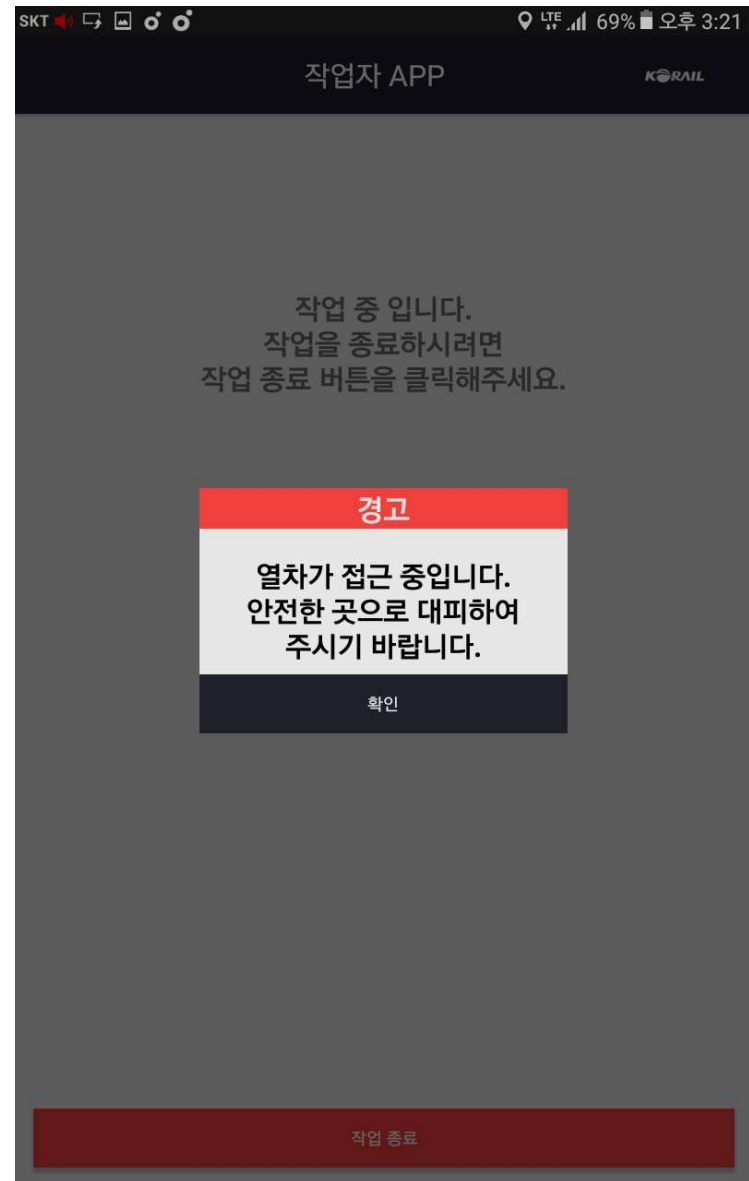 SKT LTE 69% 오후 3:21
작업자 APP KORAIL
작업 중 입니다.
작업을 종료하시려면
작업 종료 버튼을 클릭해주세요.
경고
열차가 접근 중입니다.
안전한 곳으로 대피하여
주시기 바랍니다.
확인
작업 종료